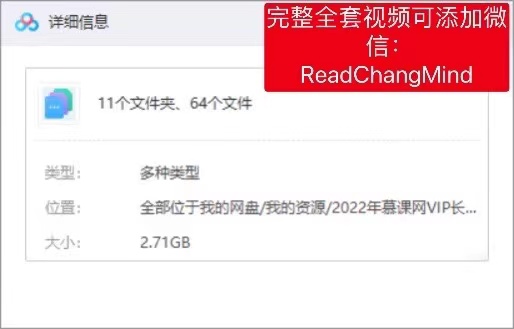 详细信息
完整全套视频可添加微
信：
ReadChangMind
11个文件夹、64个文件
类型：
多种类型
位置：
全部位于我的网盘/我的资源/2022年慕课网VIP长...
大小：
2.71GB